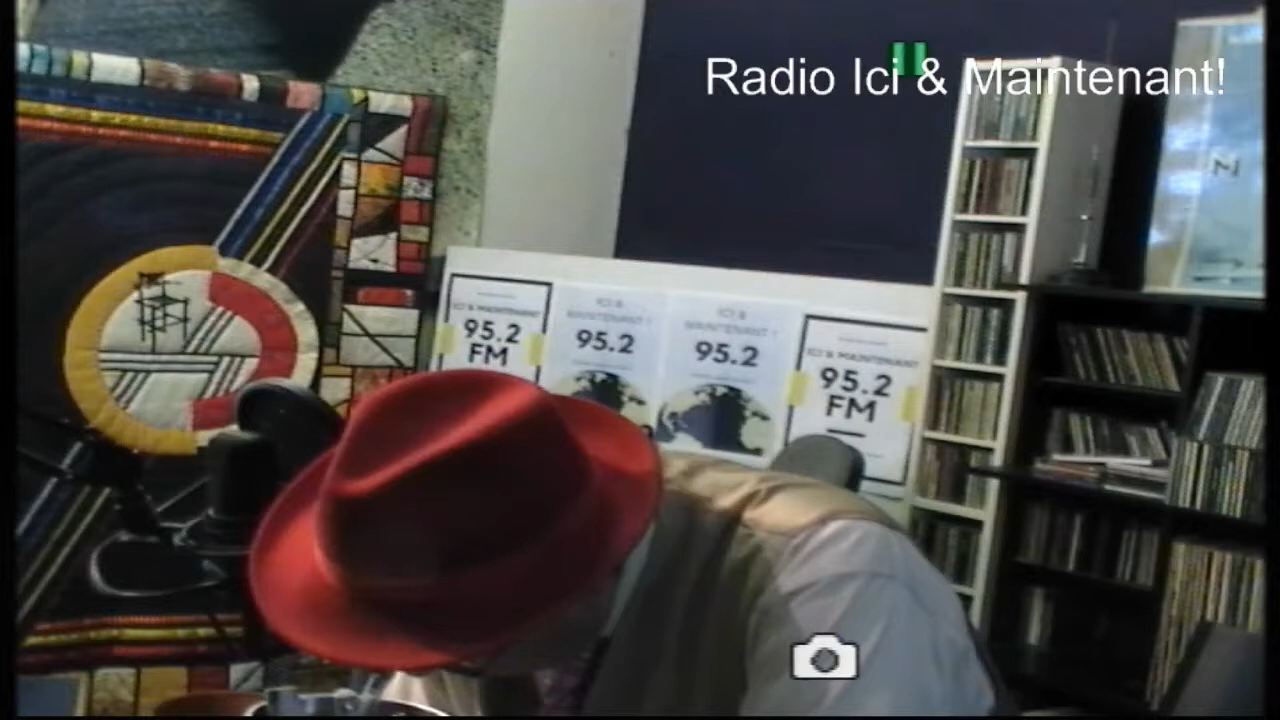 Radio Ici & Maintenant!
ICI & MAINTENANT
95.2
FM
ICI &
MAINTENANT !
95.2
ICI &
MAINTENANT !
95.2
ICI & MAINTENANT
95.2
FM